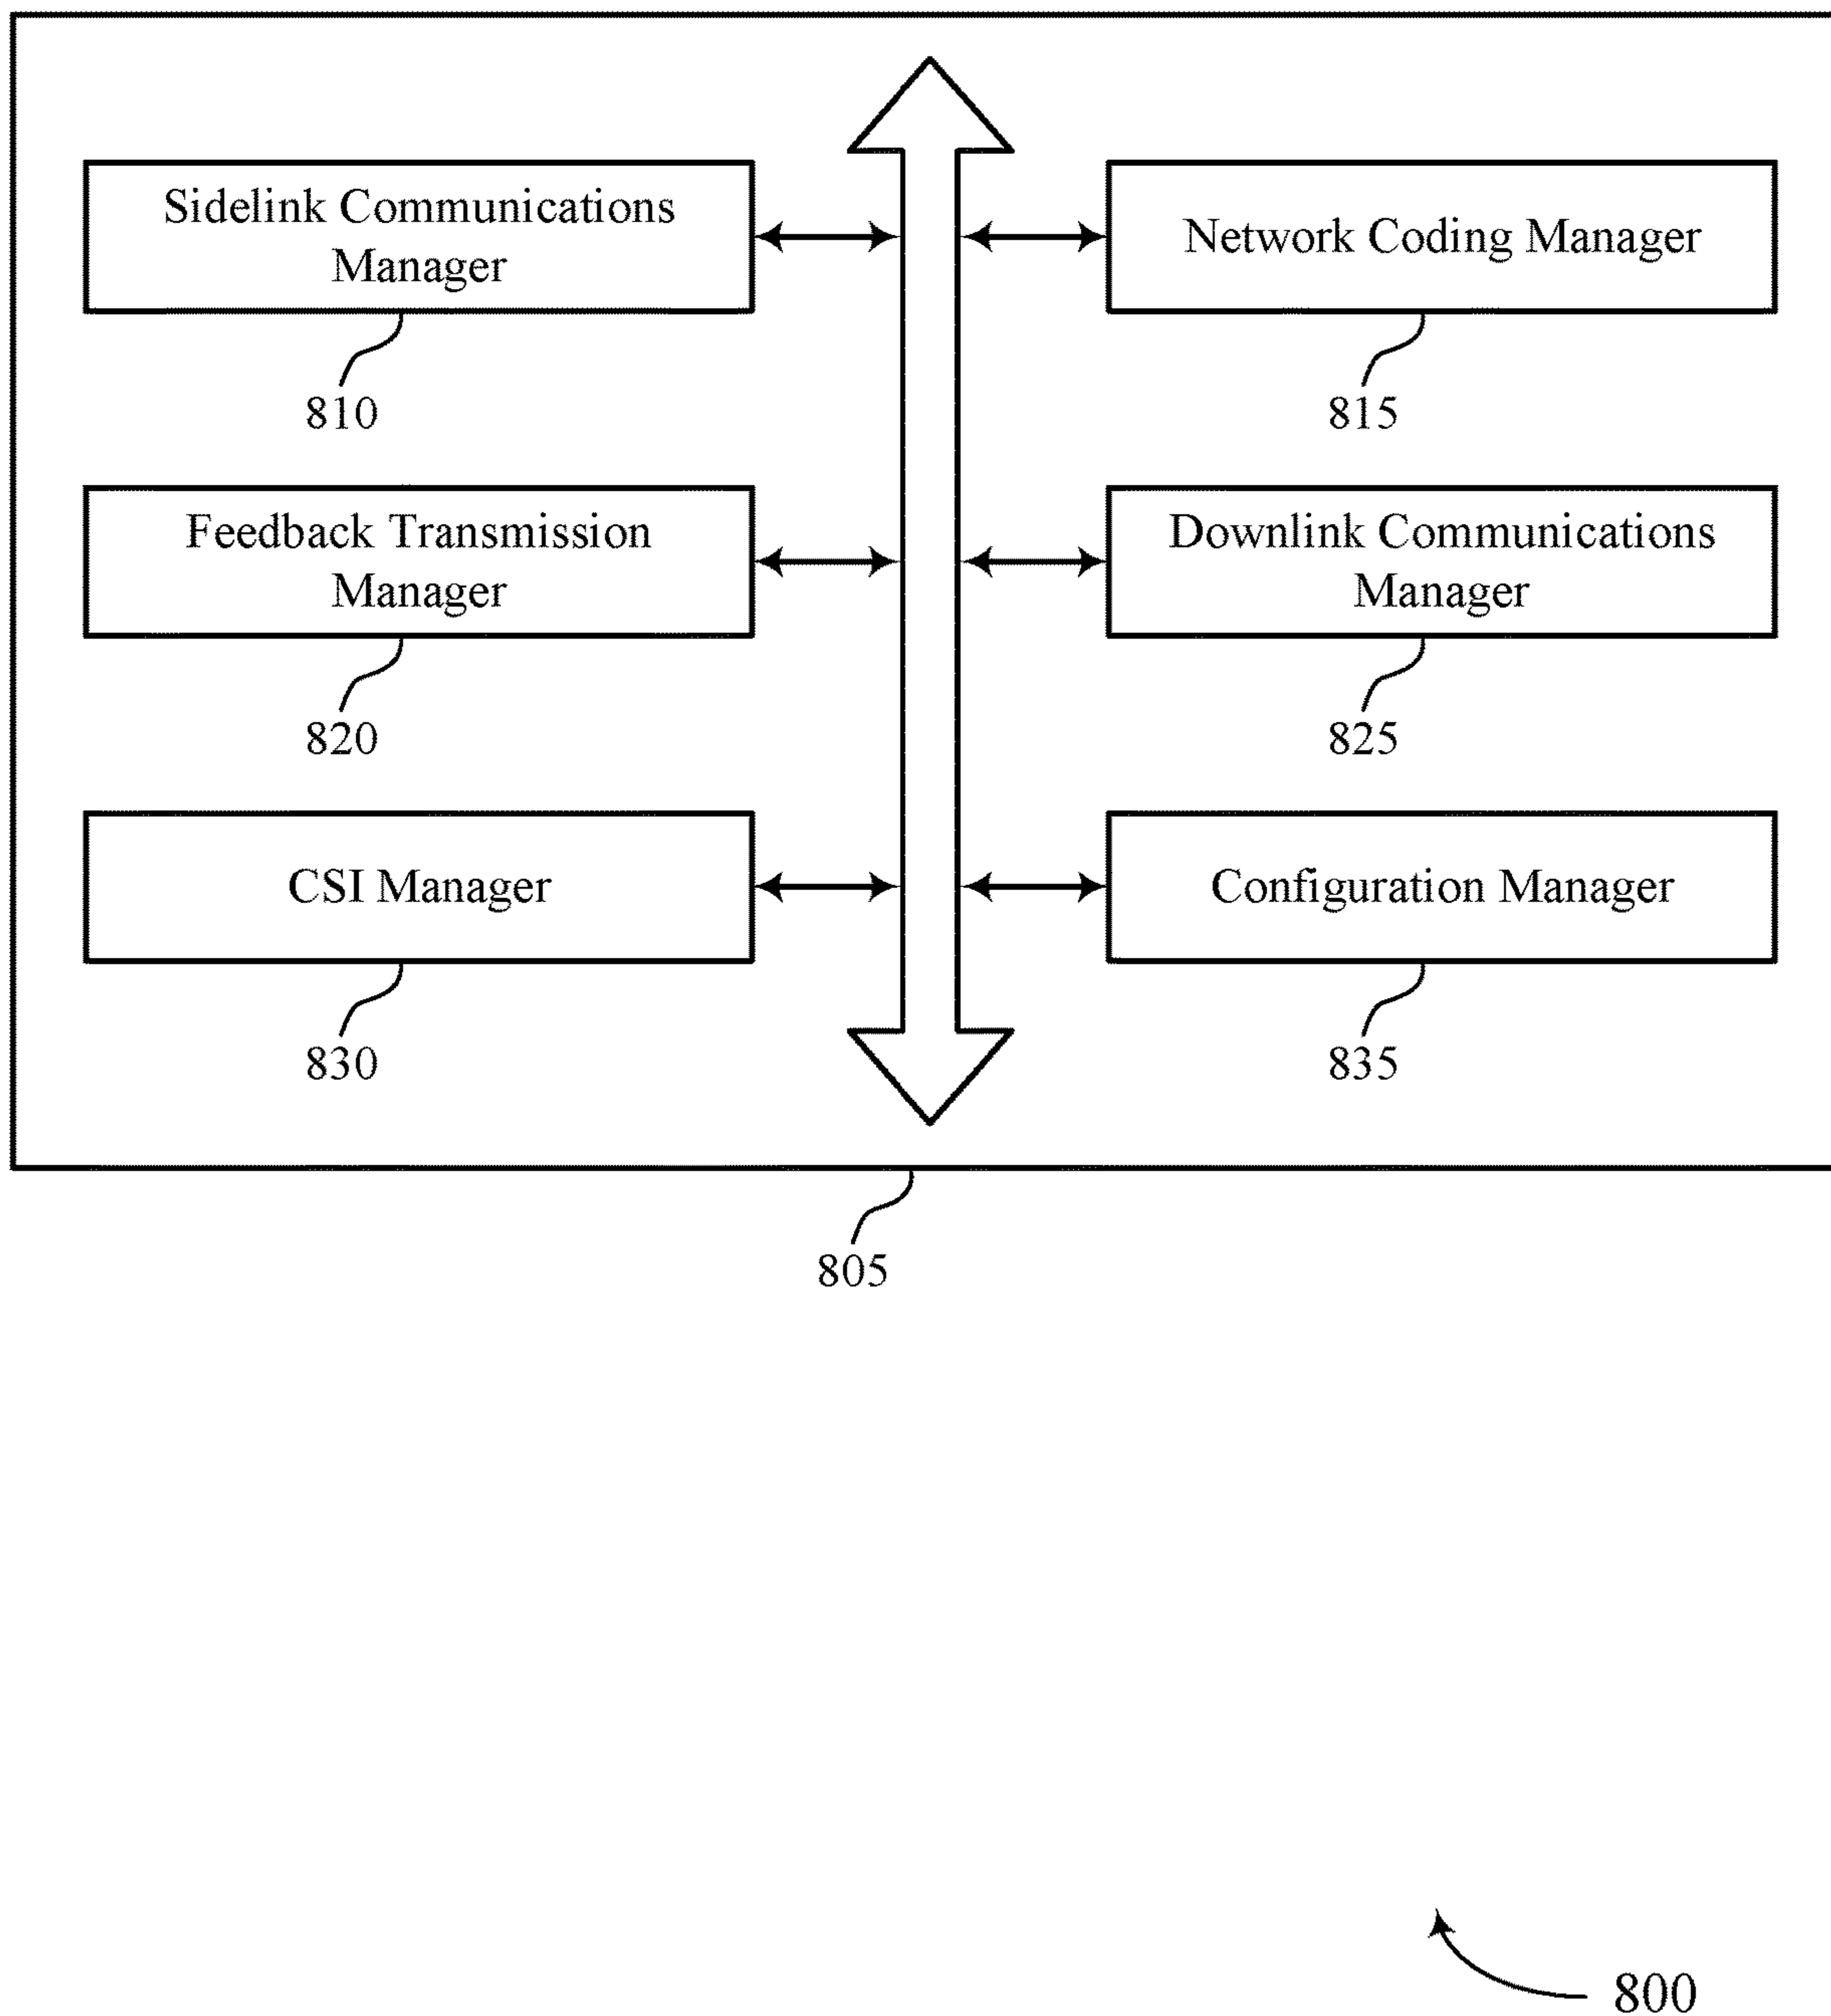 Sidelink Communications
Manager
810
Network Coding Manager
815
Feedback Transmission
Manager
820
Downlink Communications
Manager
825
CSI Manager
830
Configuration Manager
835
805
800